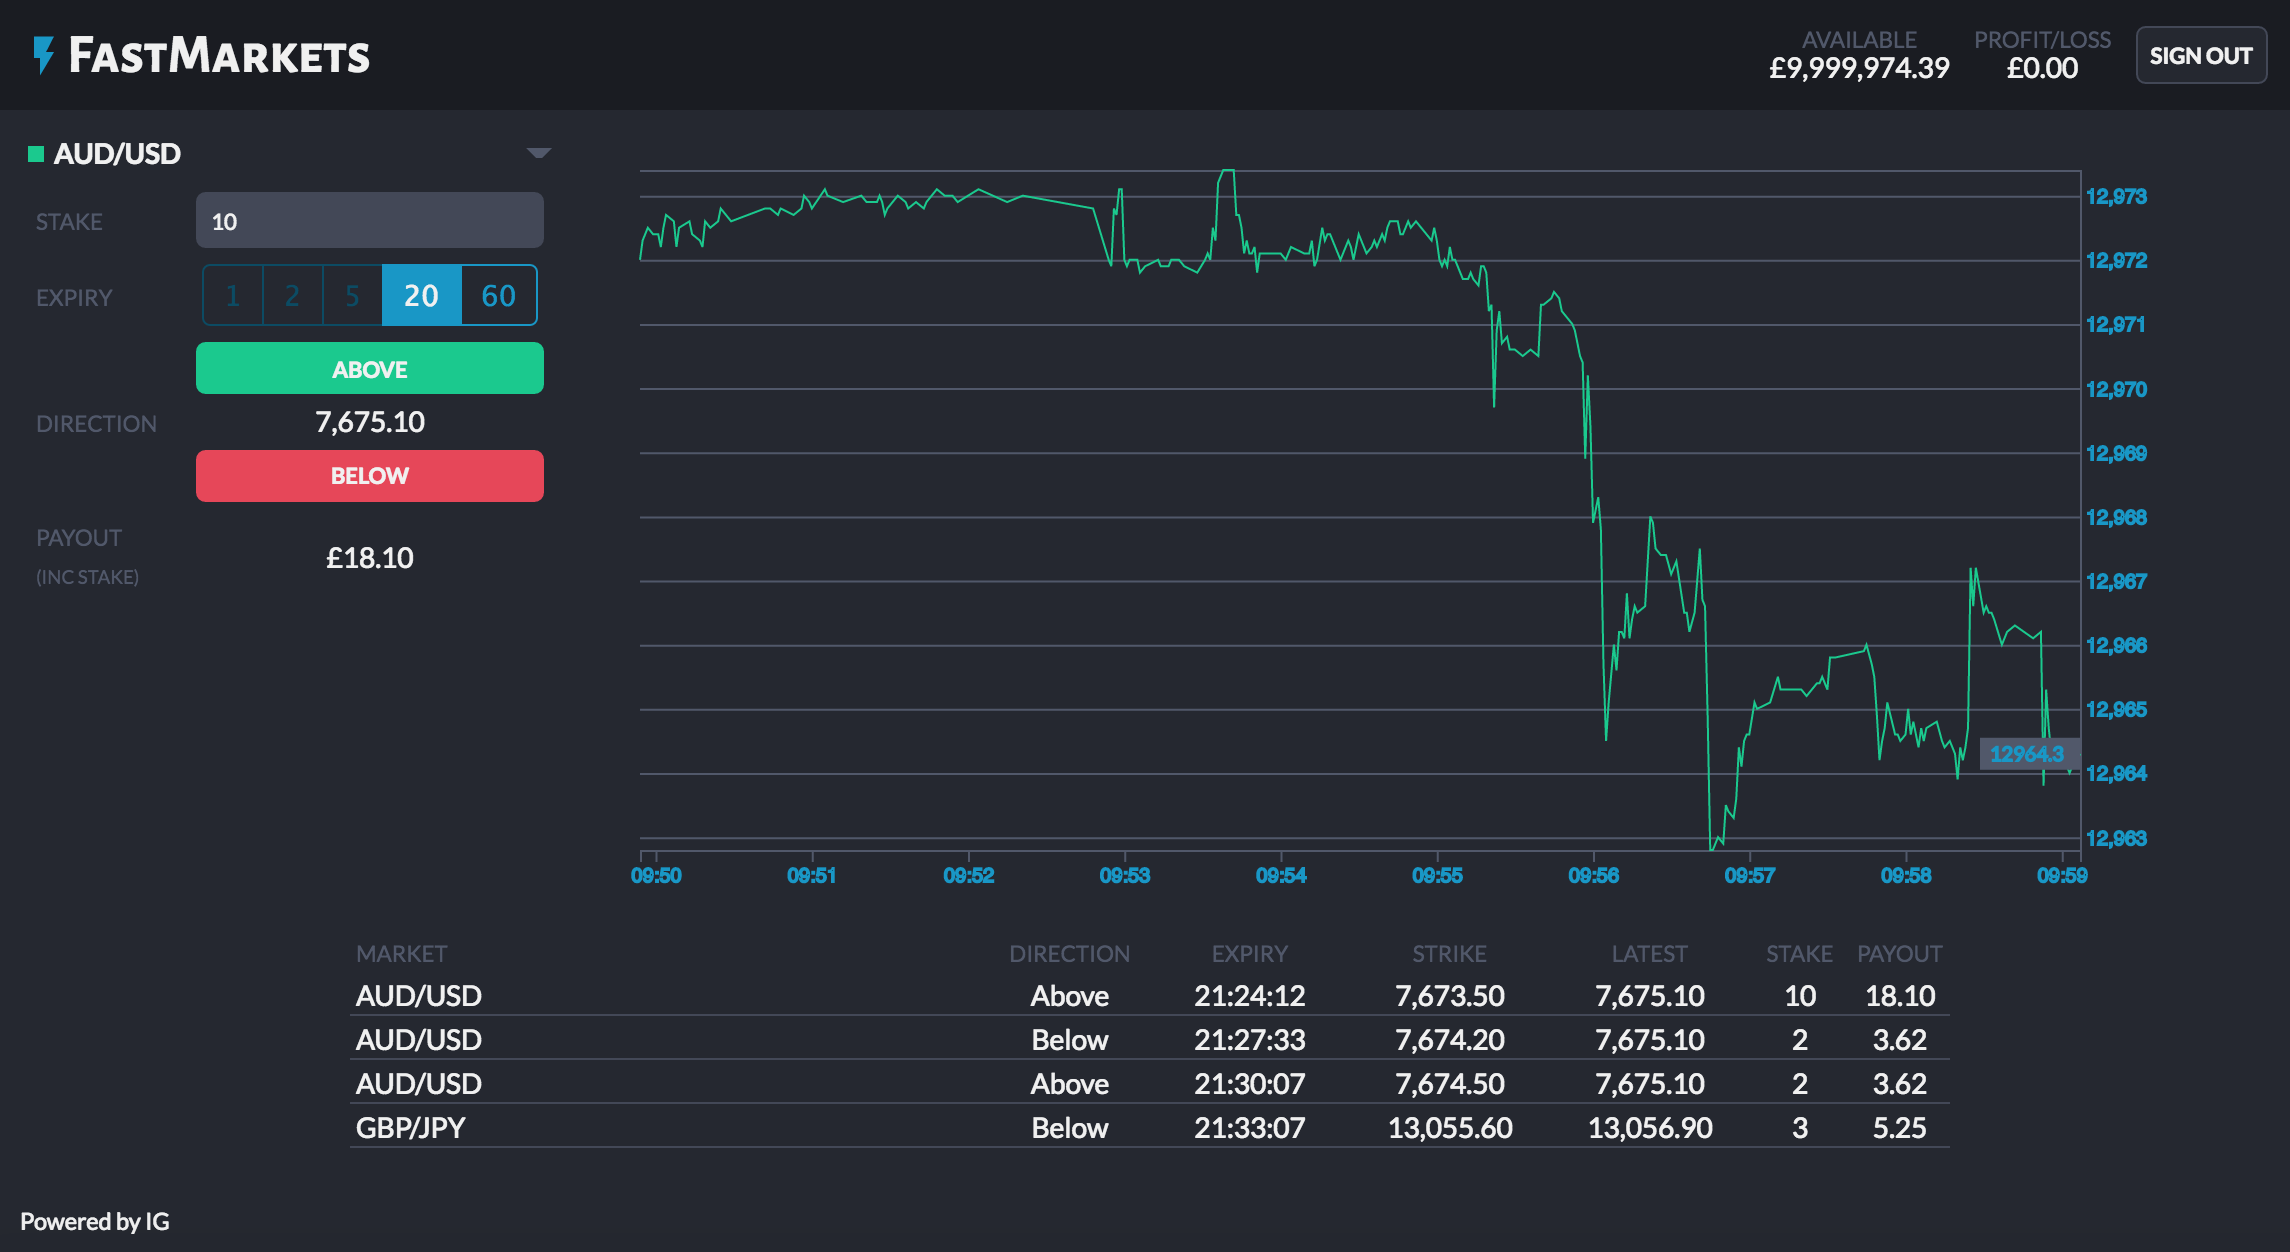 FASTMARKETS
AVAILABLE
£9,999,974.39
PROFIT/LOSS
£0.00
SIGN OUT
AUD/USD
STAKE 10
EXPIRY 1 2 5 20 60
ABOVE
DIRECTION 7,675.10
BELOW
PAYOUT
(INC STAKE)
£18.10
12,973
12,972
12,971
12,970
12,969
12,968
12,967
12,966
12,965
12964.3
12,964
12,963
09:50 09:51 09:52 09:53 09:54 09:55 09:56 09:57 09:58 09:59
MARKET DIRECTION EXPIRY STRIKE LATEST STAKE PAYOUT
AUD/USD Above 21:24:12 7,673.50 7,675.10 10 18.10
AUD/USD Below 21:27:33 7,674.20 7,675.10 2 3.62
AUD/USD Above 21:30:07 7,674.50 7,675.10 2 3.62
GBP/JPY Below 21:33:07 13,055.60 13,056.90 3 5.25
Powered by IG